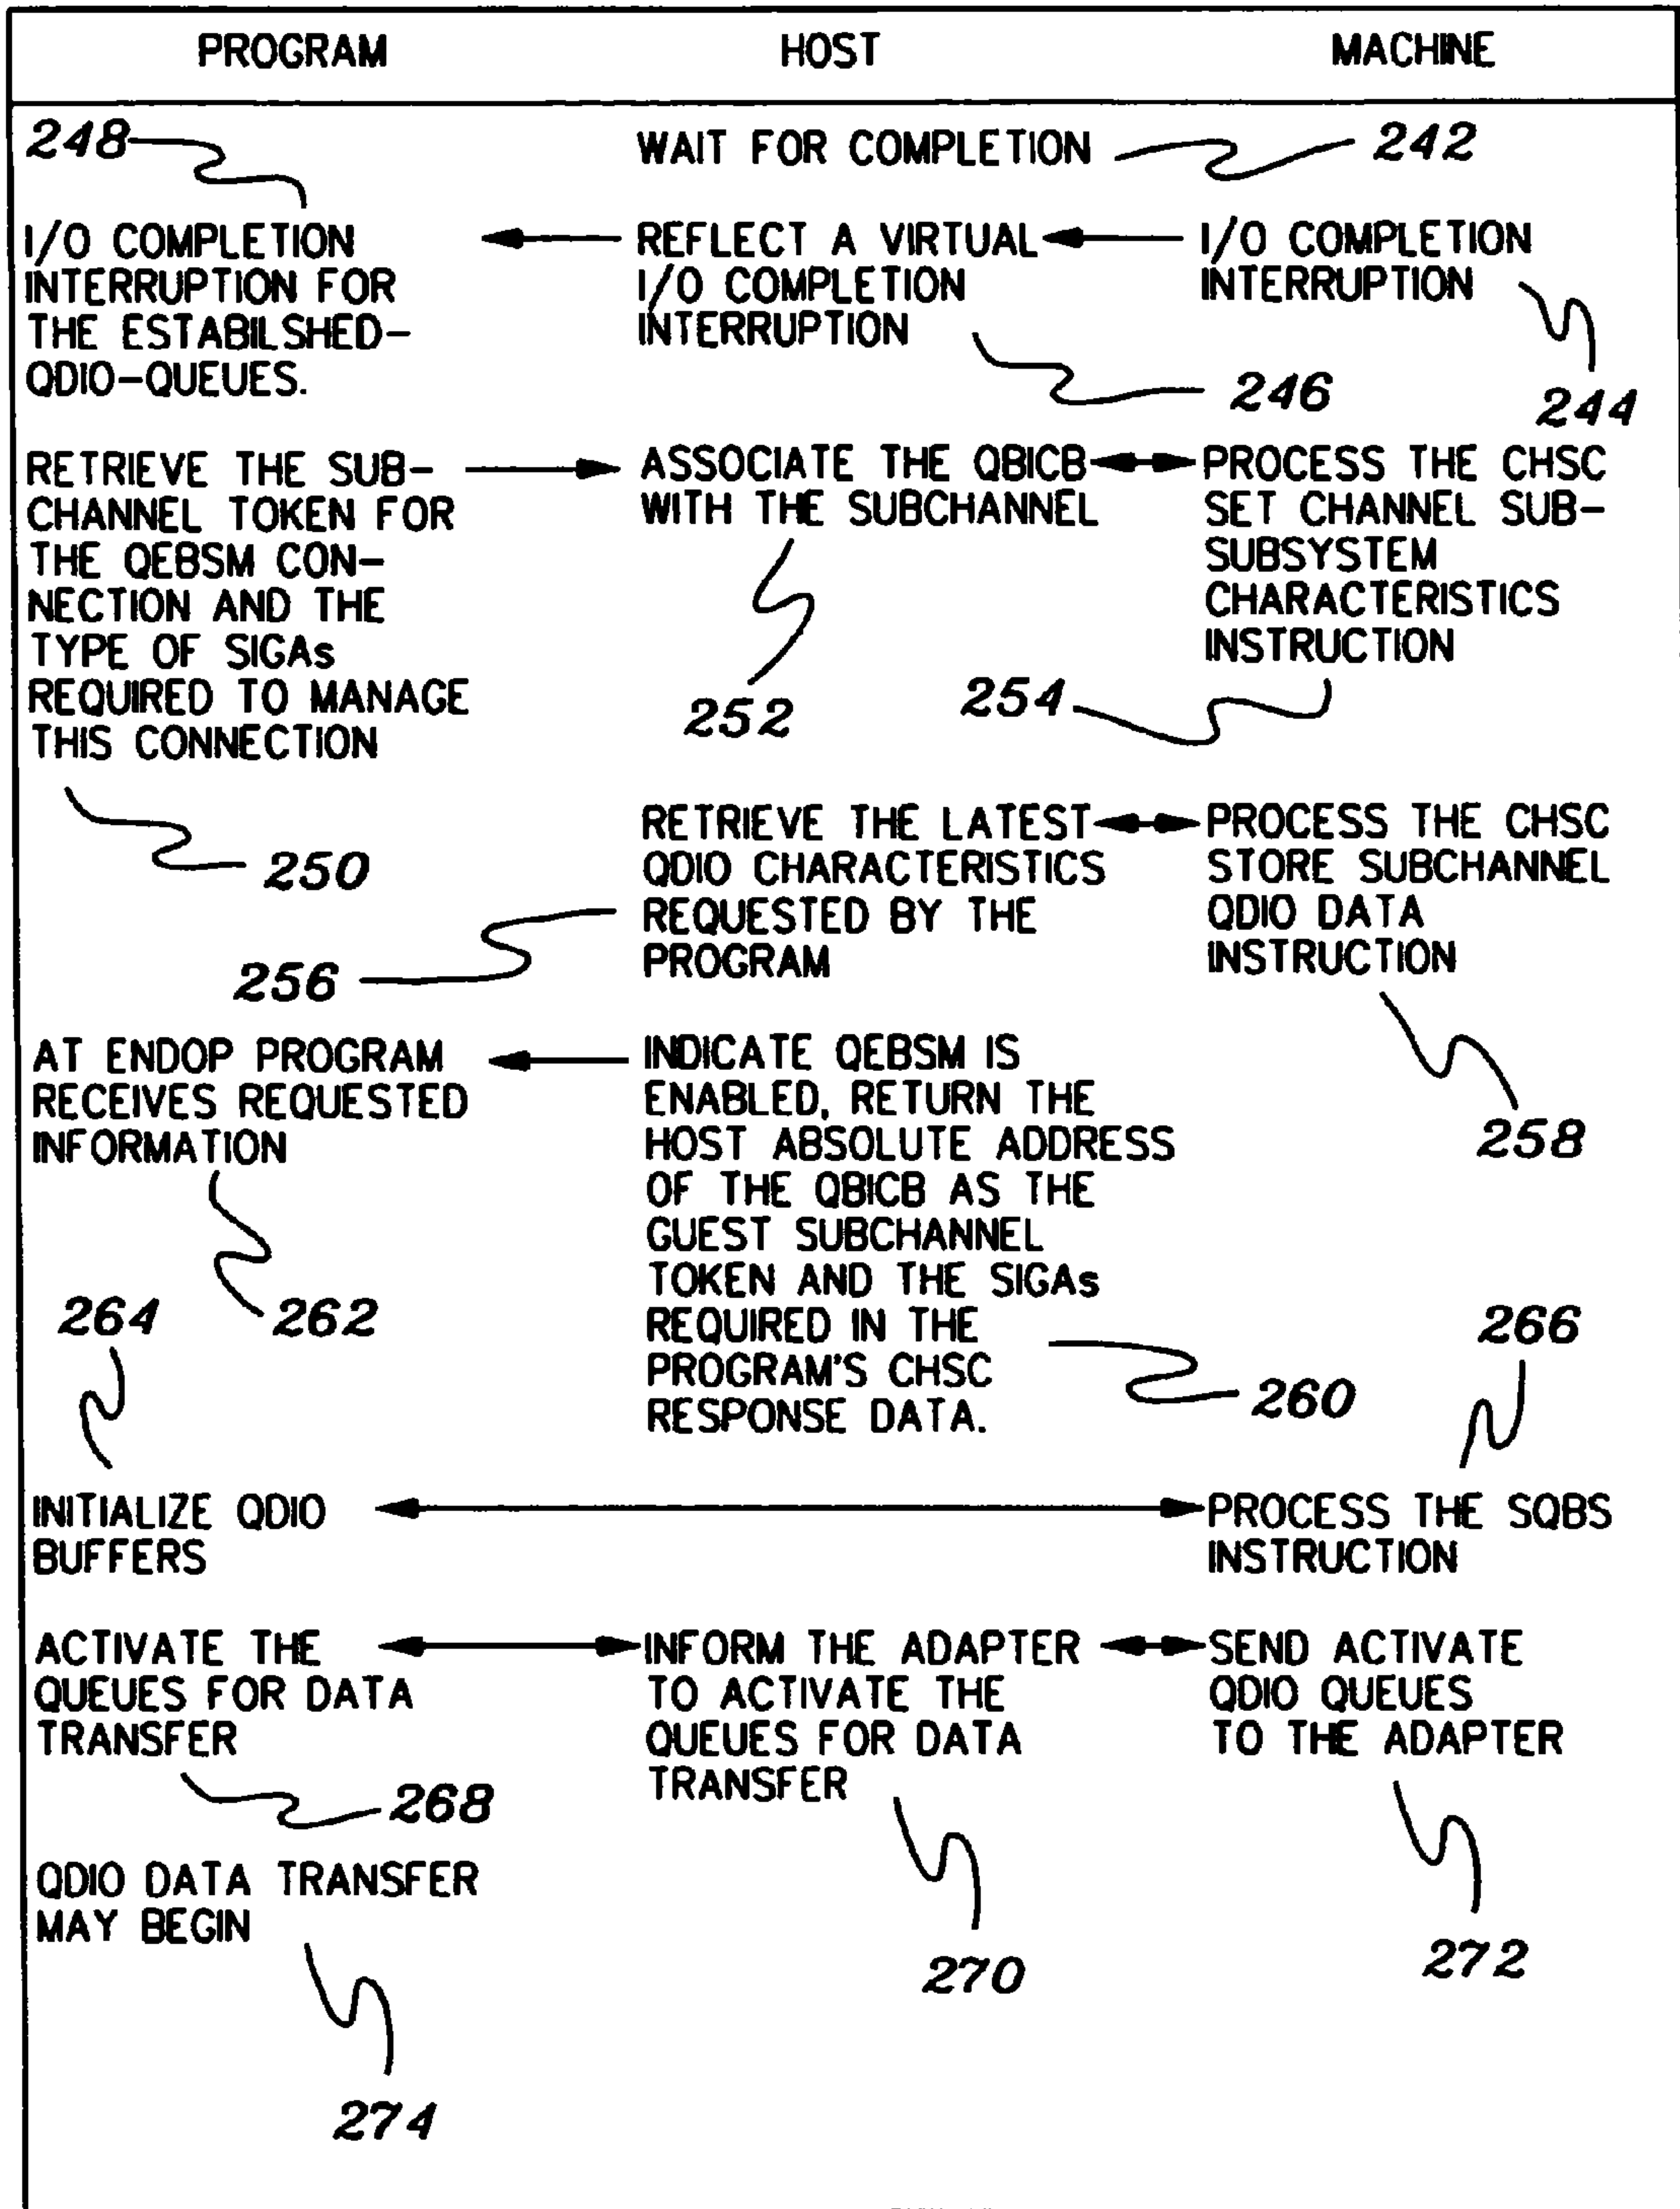 PROGRAM HOST MACHINE
248
WAIT FOR COMPLETION
242
I/O COMPLETION
INTERRUPTION FOR
THE ESTABILSHED-
QDIO-QUEUES.
REFLECT A VIRTUAL
I/O COMPLETION
INTERRUPTION
I/O COMPLETION
INTERRUPTION
246
244
RETRIEVE THE SUB-
CHANNEL TOKEN FOR
THE QEBSM CON-
NECTION AND THE
TYPE OF SIGAs
REQUIRED TO MANAGE
THIS CONNECTION
ASSOCIATE THE QBICB
WITH THE SUBCHANNEL
PROCESS THE CHSC
SET CHANNEL SUB-
SUBSYSTEM
CHARACTERISTICS
INSTRUCTION
252
254
250
RETRIEVE THE LATEST
QDIO CHARACTERISTICS
REQUESTED BY THE
PROGRAM
PROCESS THE CHSC
STORE SUBCHANNEL
QDIO DATA
INSTRUCTION
256
258
AT ENDOP PROGRAM
RECEIVES REQUESTED
INFORMATION
INDICATE QEBSM IS
ENABLED, RETURN THE
HOST ABSOLUTE ADDRESS
OF THE QBICB AS THE
GUEST SUBCHANNEL
TOKEN AND THE SIGAs
REQUIRED IN THE
PROGRAM'S CHSC
RESPONSE DATA.
264
262
266
260
INITIALIZE QDIO
BUFFERS
PROCESS THE SQBS
INSTRUCTION
ACTIVATE THE
QUEUES FOR DATA
TRANSFER
INFORM THE ADAPTER
TO ACTIVATE THE
QUEUES FOR DATA
TRANSFER
SEND ACTIVATE
QDIO QUEUES
TO THE ADAPTER
268
QDIO DATA TRANSFER
MAY BEGIN
270
272
274